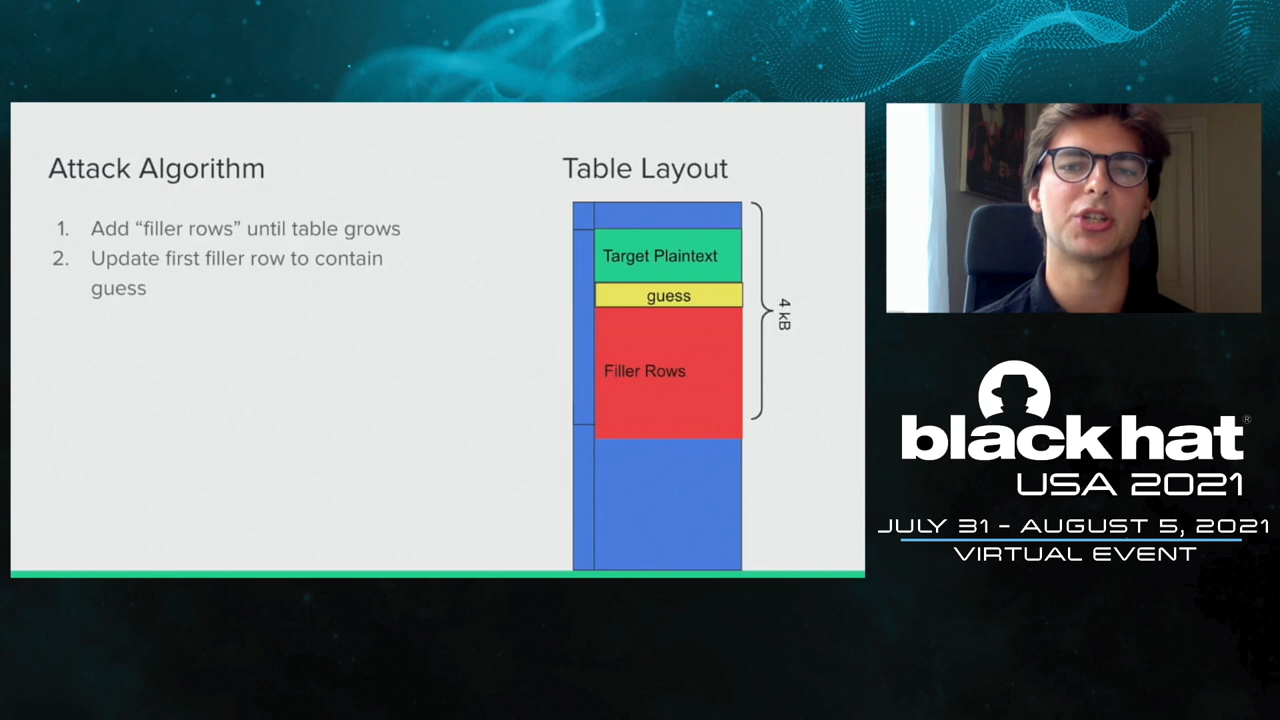 Attack Algorithm
1. Add “filler rows” until table grows
2. Update first filler row to contain
guess
Table Layout
Target Plaintext
guess
Filler Rows
4 kB
black hat®
USA 2021
JULY 31 - AUGUST 5, 2021
VIRTUAL EVENT